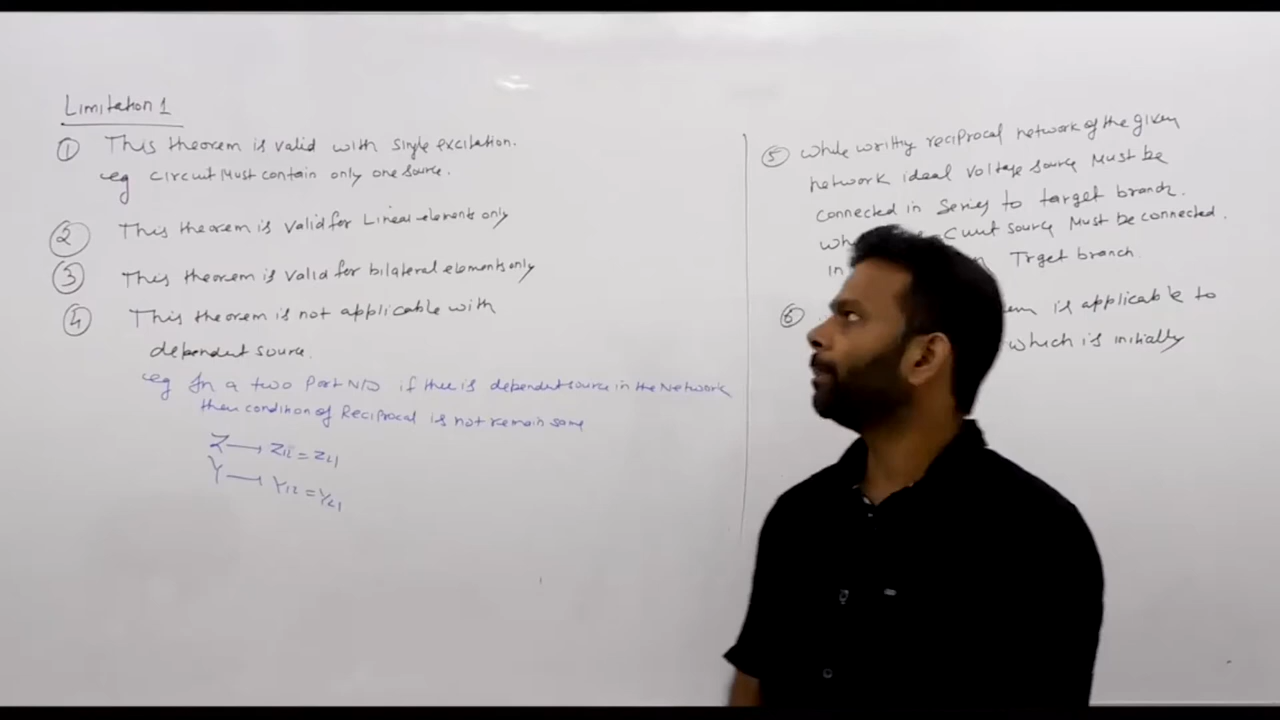 Limitation 1
① This theorem is valid with single excitation.
eg circuit Must contain only one source.
② This theorem is valid for Linear elements only
③ This theorem is valid for bilateral elements only
④ This theorem is not applicable with
dependent source.
eg In a two Port N/O if there is dependent source in the Network
then condition of Reciprocal is not remain same
Z → Z12 = Z21
Y → Y12 = Y21
⑤ while writing reciprocal network of the given
network ideal voltage source Must be
connected in Series to target branch.
source Must be connected.
in Trget branch.
⑥ is applicable to
which is initially